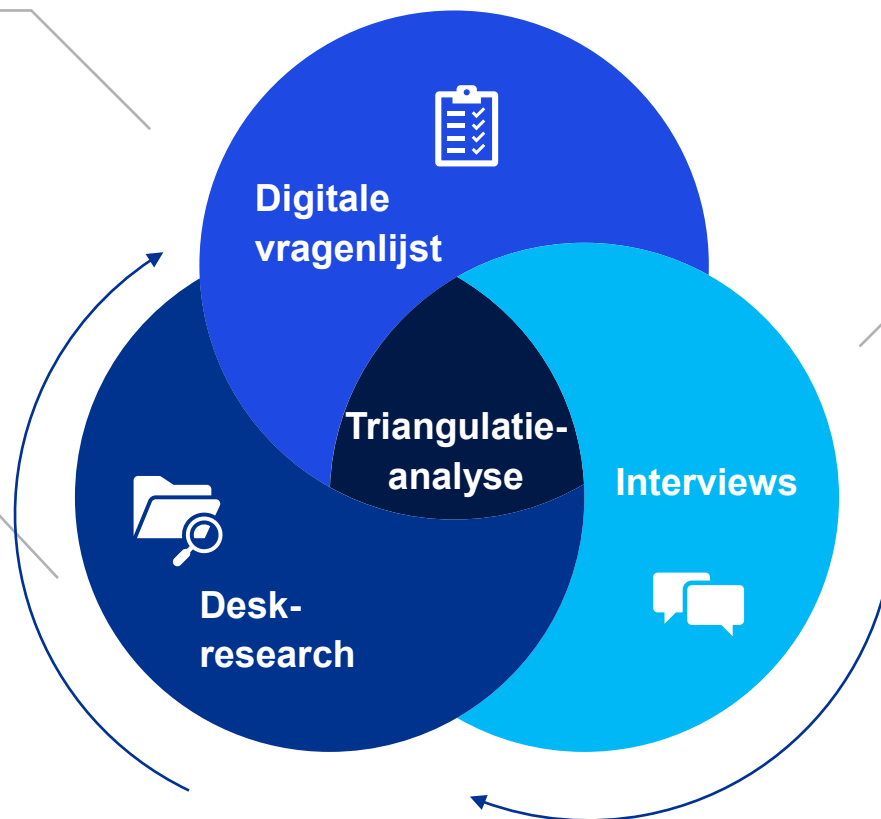 Digitale
vragenlijst
Triangulatie-
analyse
Interviews
Desk-
research